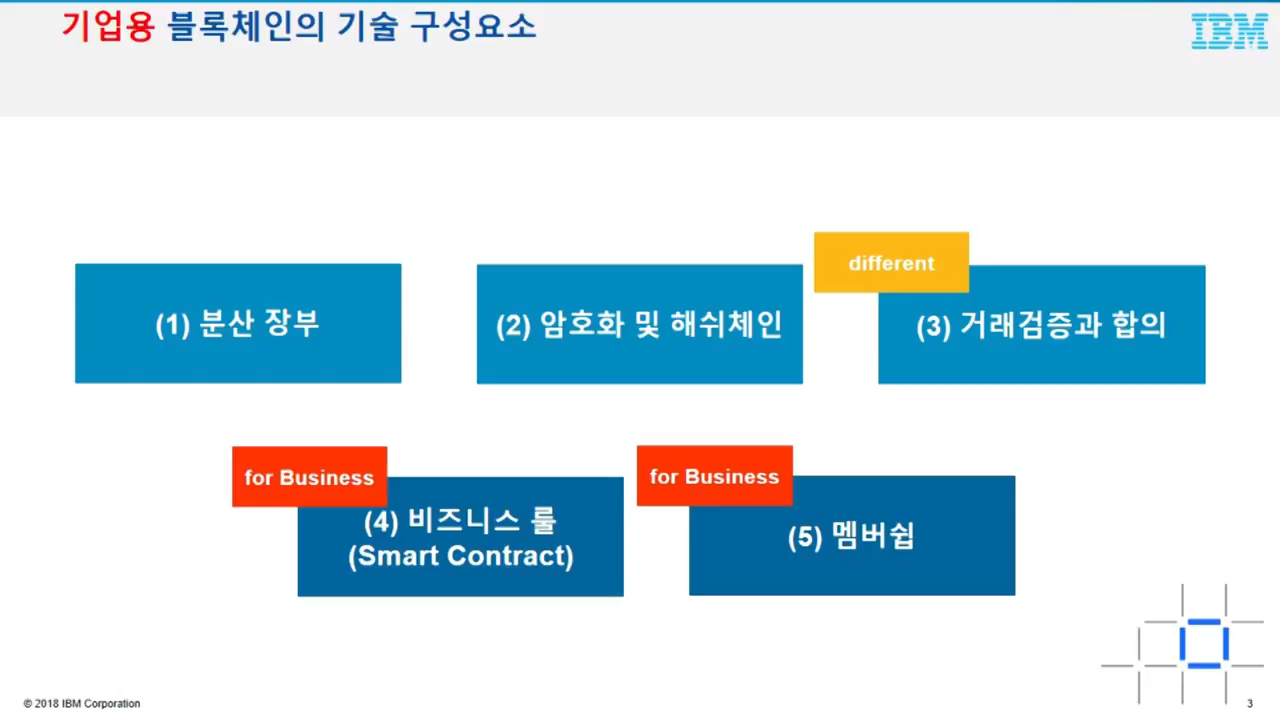 기업용 블록체인의 기술 구성요소
IBM
(1) 분산 장부
(2) 암호화 및 해쉬체인
different
(3) 거래검증과 합의
for Business
(4) 비즈니스 룰
(Smart Contract)
for Business
(5) 멤버쉽
© 2018 IBM Corporation
3